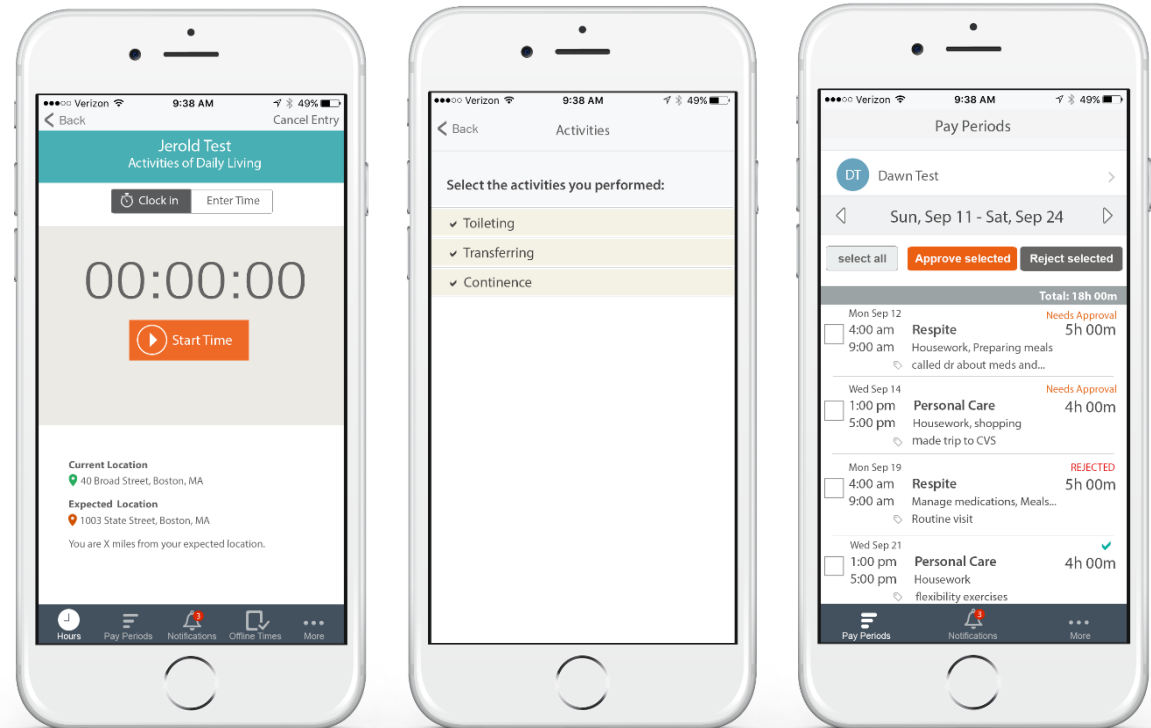 Verizon 9:38 AM 49%
Back Cancel Entry
Jerold Test
Activities of Daily Living
Clock in Enter Time
00:00:00
Start Time
Current Location
40 Broad Street, Boston, MA
Expected Location
1003 State Street, Boston, MA
You are X miles from your expected location.
3
Hours Pay Periods Notifications Offline Times More
Verizon 9:38 AM 49%
Back Activities
Select the activities you performed:
Toileting
Transferring
Continence
Verizon 9:38 AM 49%
Pay Periods
DT Dawn Test
Sun, Sep 11 - Sat, Sep 24
select all Approve selected Reject selected
Total: 18h 00m
Mon Sep 12 Needs Approval
4:00 am Respite 5h 00m
9:00 am Housework, Preparing meals
called dr about meds and...
Wed Sep 14 Needs Approval
1:00 pm Personal Care 4h 00m
5:00 pm Housework, shopping
made trip to CVS
Mon Sep 19 REJECTED
4:00 am Respite 5h 00m
9:00 am Manage medications, Meals...
Routine visit
Wed Sep 21
1:00 pm Personal Care 4h 00m
5:00 pm Housework
flexibility exercises
3
Pay Periods Notifications More